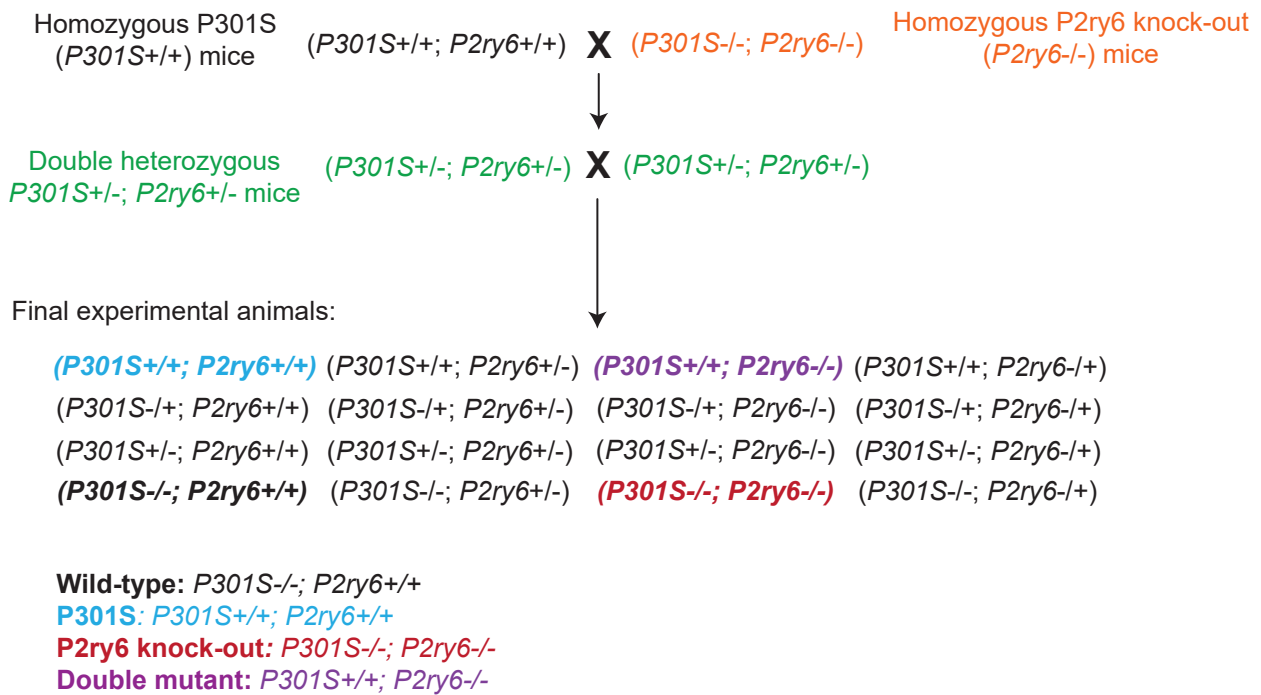 Homozygous P301S
(P301S+/+) mice
(P301S+/+; P2ry6+/+) X (P301S-/-; P2ry6-/-)
Homozygous P2ry6 knock-out
(P2ry6-/-) mice
Double heterozygous
P301S+/-; P2ry6+/- mice
(P301S+/-; P2ry6+/-) X (P301S+/-; P2ry6+/-)
Final experimental animals:
(P301S+/+; P2ry6+/+) (P301S+/+; P2ry6+/-) (P301S+/+; P2ry6-/-) (P301S+/+; P2ry6-/+)
(P301S-/+; P2ry6+/+) (P301S-/+; P2ry6+/-) (P301S-/+; P2ry6-/-) (P301S-/+; P2ry6-/+)
(P301S+/-; P2ry6+/+) (P301S+/-; P2ry6+/-) (P301S+/-; P2ry6-/-) (P301S+/-; P2ry6-/+)
(P301S-/-; P2ry6+/+) (P301S-/-; P2ry6+/-) (P301S-/-; P2ry6-/-) (P301S-/-; P2ry6-/+)
Wild-type: P301S-/-; P2ry6+/+
P301S: P301S+/+; P2ry6+/+
P2ry6 knock-out: P301S-/-; P2ry6-/-
Double mutant: P301S+/+; P2ry6-/-